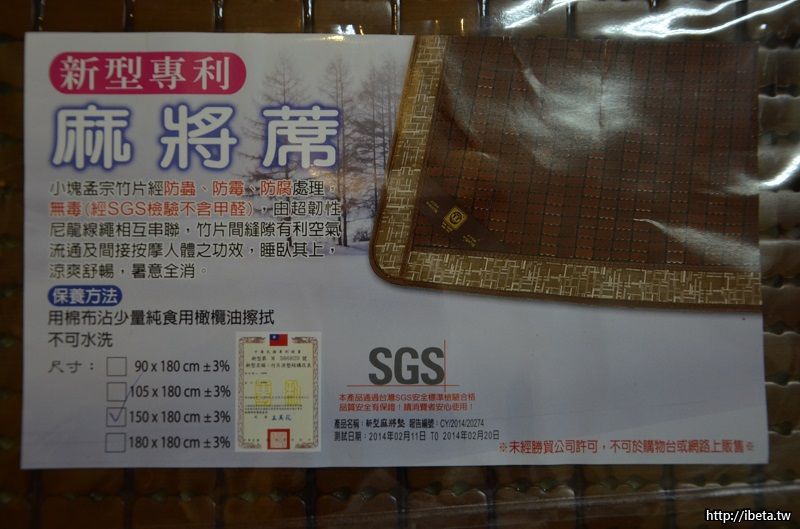 新型專利
麻將蓆
小塊孟宗竹片經防蟲、防霉、防腐處理，
無毒(經SGS檢驗不含甲醛)，由超韌性
尼龍線繩相互串聯，竹片間縫隙有利空氣
流通及間接按摩人體之功效，睡臥其上，
涼爽舒暢，暑意全消。
保養方法
用棉布沾少量純食用橄欖油擦拭
不可水洗
尺寸：
90 x 180 cm ±3%
105 x 180 cm ±3%
150 x 180 cm ±3%
180 x 180 cm ±3%
SGS
本產品通過台灣SGS安全標準檢驗合格
品質安全有保證！請消費者安心使用！
產品名稱：新型麻將墊 報告編號：CY/2014/20274
測試日期：2014年02月11日 TO 2014年02月20日
※未經勝貿公司許可，不可於購物台或網路上販售※
http://ibeta.tw